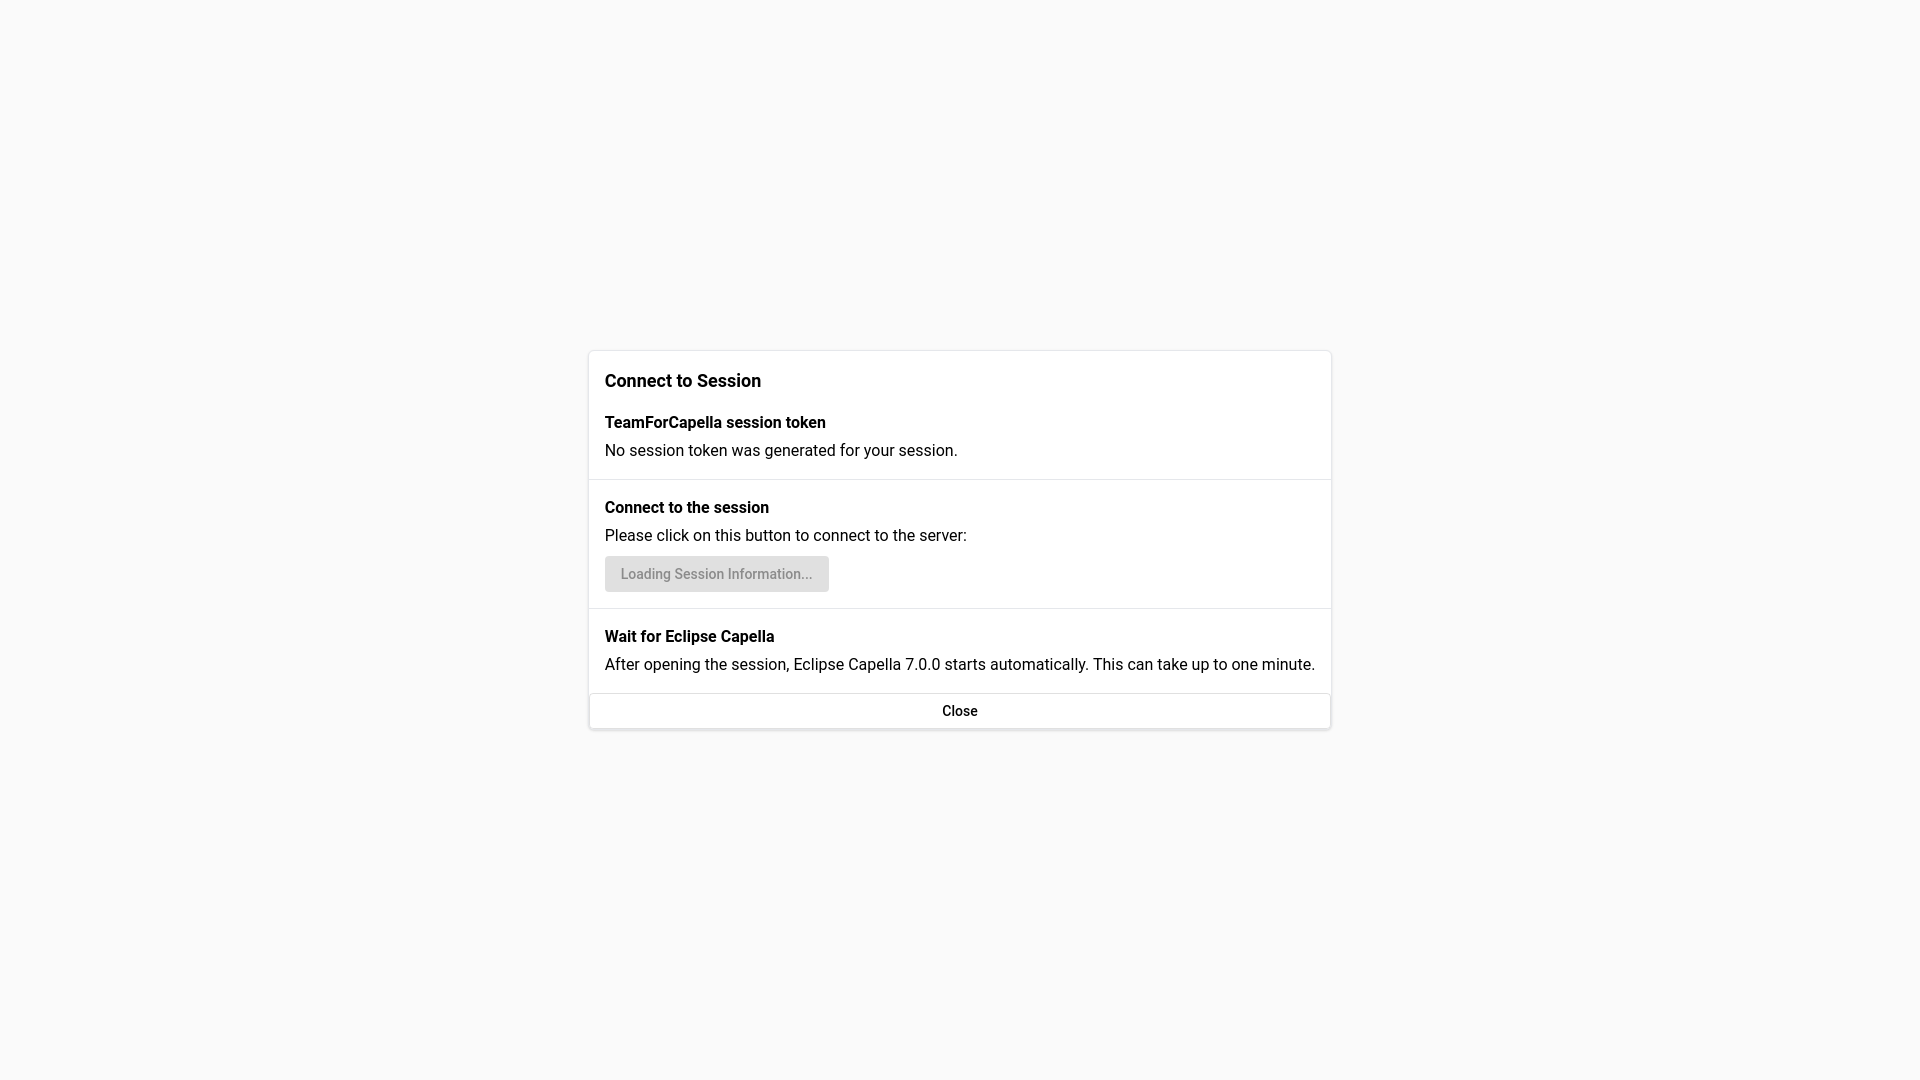 Connect to Session
TeamForCapella session token
No session token was generated for your session.
Connect to the session
Please click on this button to connect to the server:
Loading Session Information...
Wait for Eclipse Capella
After opening the session, Eclipse Capella 7.0.0 starts automatically. This can take up to one minute.
Close